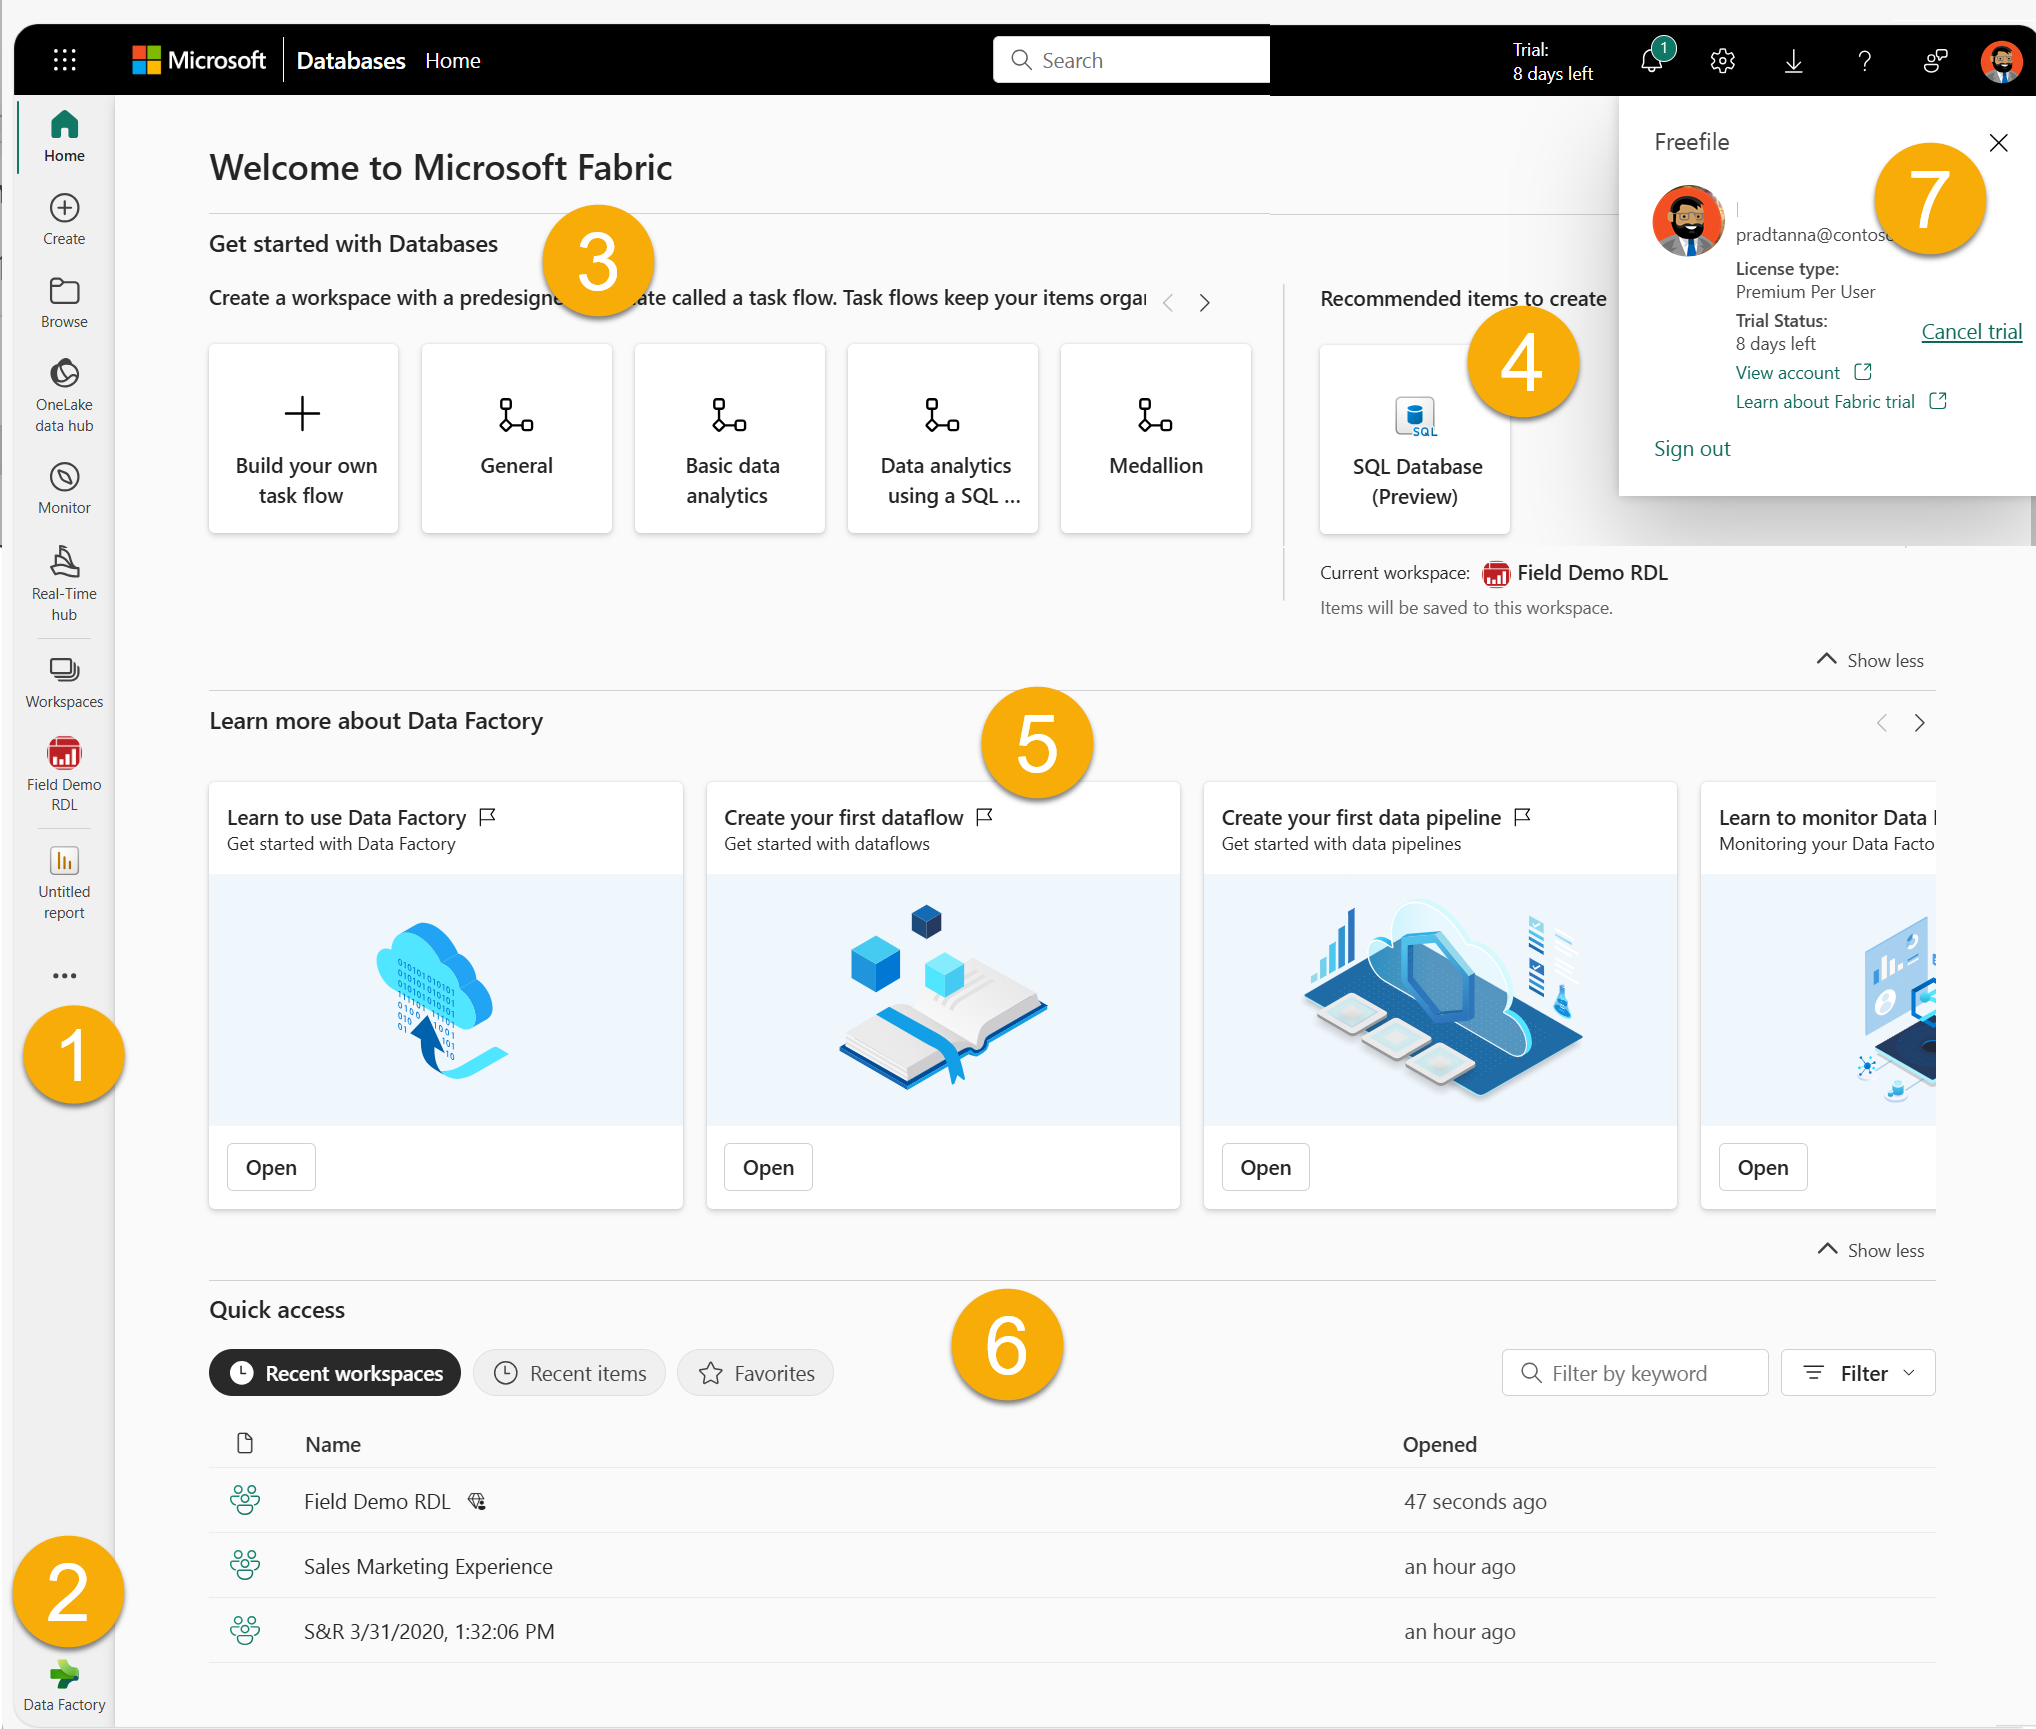 Microsoft
Databases
Home
Search
Trial:
8 days left
1
Home
Create
Browse
OneLake
data hub
Monitor
Real-Time
hub
Workspaces
Field Demo
RDL
Untitled
report
1
2
Data Factory
Welcome to Microsoft Fabric
Get started with Databases
3
Create a workspace with a predesigne ate called a task flow. Task flows keep your items orga
Build your own
task flow
General
Basic data
analytics
Data analytics
using a SQL ...
Medallion
Recommended items to create
4
SQL
SQL Database
(Preview)
Current workspace:
Field Demo RDL
Items will be saved to this workspace.
Show less
Freefile
7
pradtanna@contoso
License type:
Premium Per User
Trial Status:
8 days left
Cancel trial
View account
Learn about Fabric trial
Sign out
Learn more about Data Factory
5
Learn to use Data Factory
Get started with Data Factory
Open
Create your first dataflow
Get started with dataflows
Open
Create your first data pipeline
Get started with data pipelines
Open
Learn to monitor Data
Monitoring your Data Facto
Open
Show less
Quick access
6
Recent workspaces
Recent items
Favorites
Filter by keyword
Filter
Name
Opened
Field Demo RDL
47 seconds ago
Sales Marketing Experience
an hour ago
S&R 3/31/2020, 1:32:06 PM
an hour ago